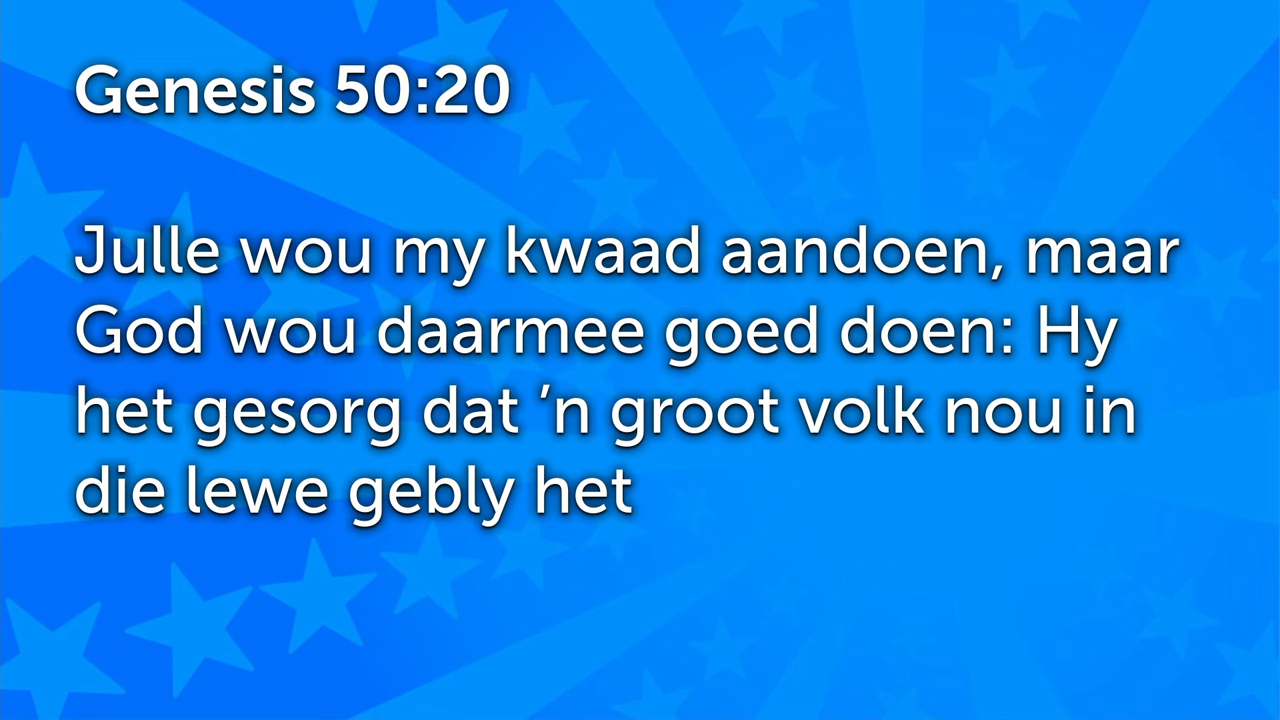 Genesis 50:20
Julle wou my kwaad aandoen, maar
God wou daarmee goed doen: Hy
het gesorg dat ’n groot volk nou in
die lewe gebly het